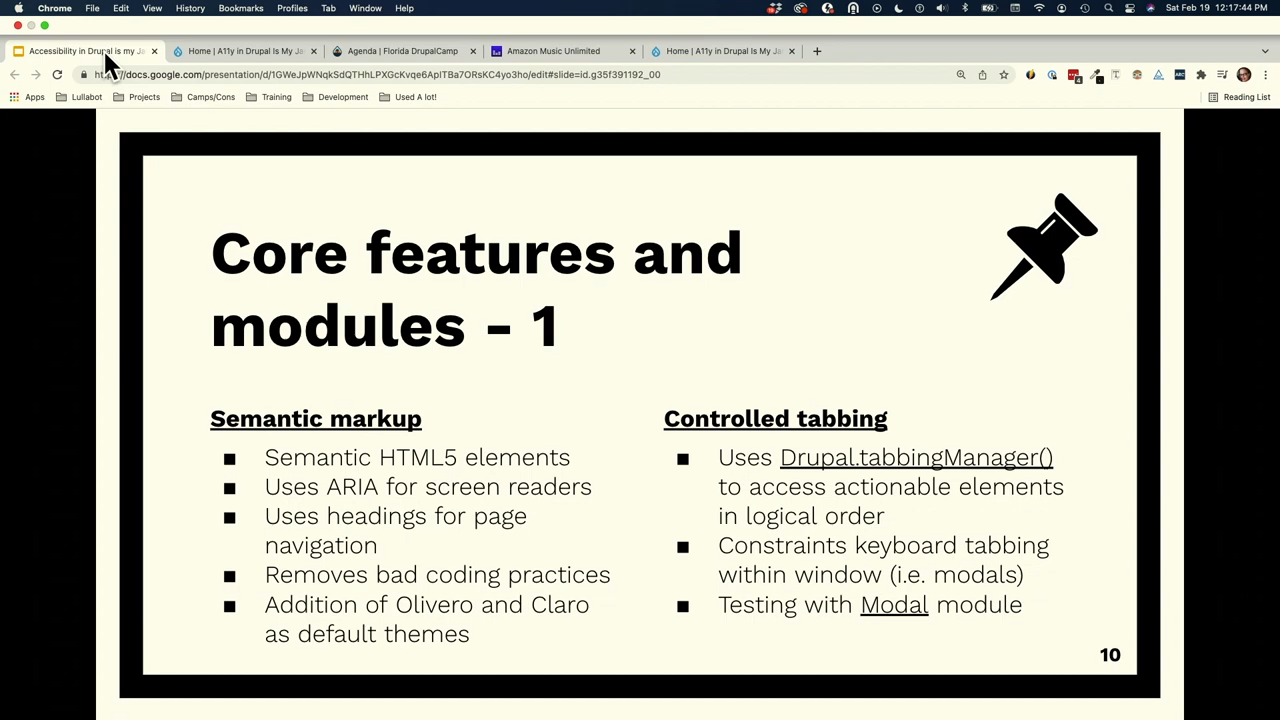 Chrome File Edit View History Bookmarks Profiles Tab Window Help Sat Feb 19 12:17:44 PM
Accessibility in Drupal is my Ja Home | A11y in Drupal Is My Ja Agenda | Florida DrupalCamp Amazon Music Unlimited Home | A11y in Drupal Is My Ja
docs.google.com/presentation/d/1GWeJpWNqkSdQTHhLPXGcKvqe6ApITBa7ORsKC4yo3ho/edit#slide=id.g35f391192_00
Apps Lullabot Projects Camps/Cons Training Development Used A lot! Reading List
Core features and
modules - 1
Semantic markup
■ Semantic HTML5 elements
■ Uses ARIA for screen readers
■ Uses headings for page
navigation
■ Removes bad coding practices
■ Addition of Olivero and Claro
as default themes
Controlled tabbing
■ Uses Drupal.tabbingManager()
to access actionable elements
in logical order
■ Constraints keyboard tabbing
within window (i.e. modals)
■ Testing with Modal module
10